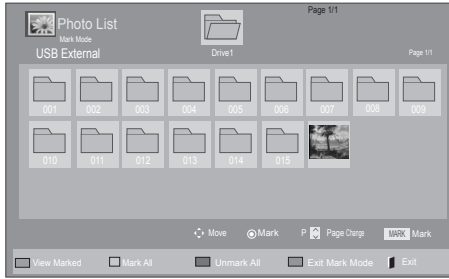 Page 1/1
Photo List
Mark Mode
USB External
Drive1
Page 1/1
001 002 003 004 005 006 007 008 009
010 011 012 013 014 015
Move Mark P Page Change MARK Mark
View Marked Mark All Unmark All Exit Mark Mode Exit